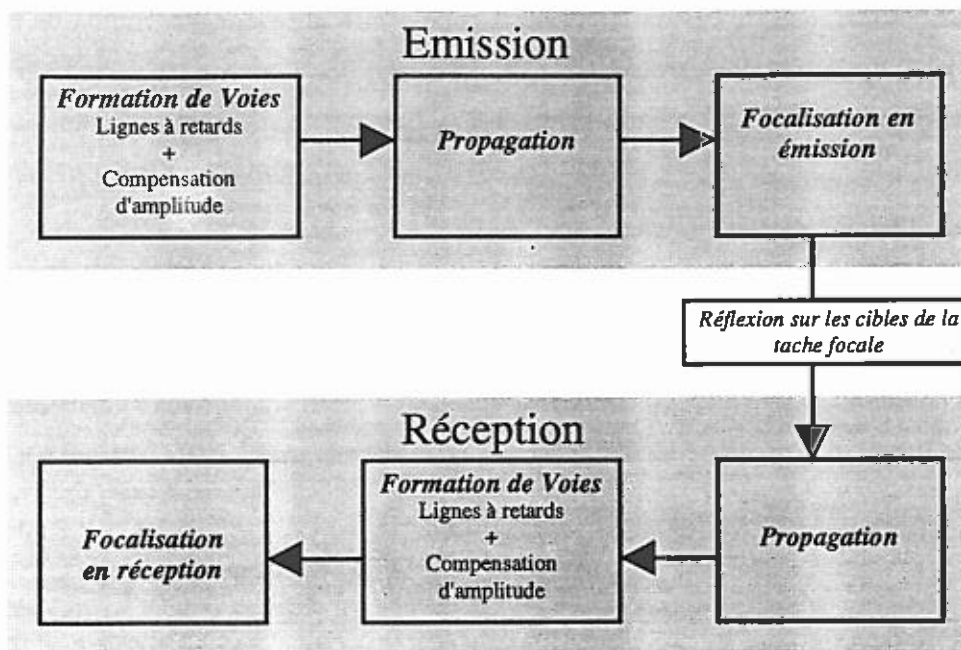 Emission
Formation de Voies
Lignes à retards
+
Compensation
d'amplitude
Propagation
Focalisation en
émission
Réflexion sur les cibles de la
tache focale
Réception
Propagation
Formation de Voies
Lignes à retards
+
Compensation
d'amplitude
Focalisation
en réception